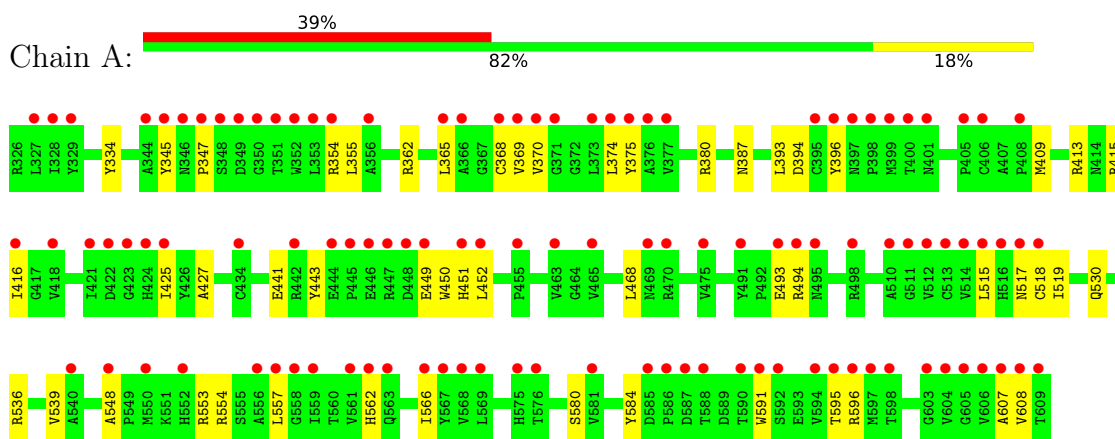 39%
Chain A:
82% 18%
R326 L327 I328 Y329 Y334 A344 Y345 N346 P347 S348 D349 G350 T351 W352 L353 R354 L355 A356 R362 L365 A366 G367 C368 V369 V370 G371 G372 L373 L374 Y375 A376 V377 R380 N387 L393 D394 C395 Y396 N397 P398 M399 T400 N401 P405 C406 A407 P408 M409 R413 N414 R415
I416 G417 V418 I421 D422 G423 H424 I425 Y426 A427 C434 E441 R442 Y443 E444 P445 E446 R447 D448 E449 W450 H451 L452 P455 V463 G464 V465 L468 N469 R470 V475 Y491 P492 E493 R494 N495 R498 A510 G511 V512 C513 V514 L515 H516 N517 C518 I519 Q530
R536 V539 A540 A548 P549 M550 K551 H552 R553 R554 S555 A556 L557 G558 I559 T560 V561 H562 Q563 I566 Y567 V568 L569 H575 T576 S580 V581 Y584 D585 P586 D587 T588 D589 T590 W591 S592 E593 V594 T595 R596 M597 T598 G603 V604 G605 V606 A607 V608 T609